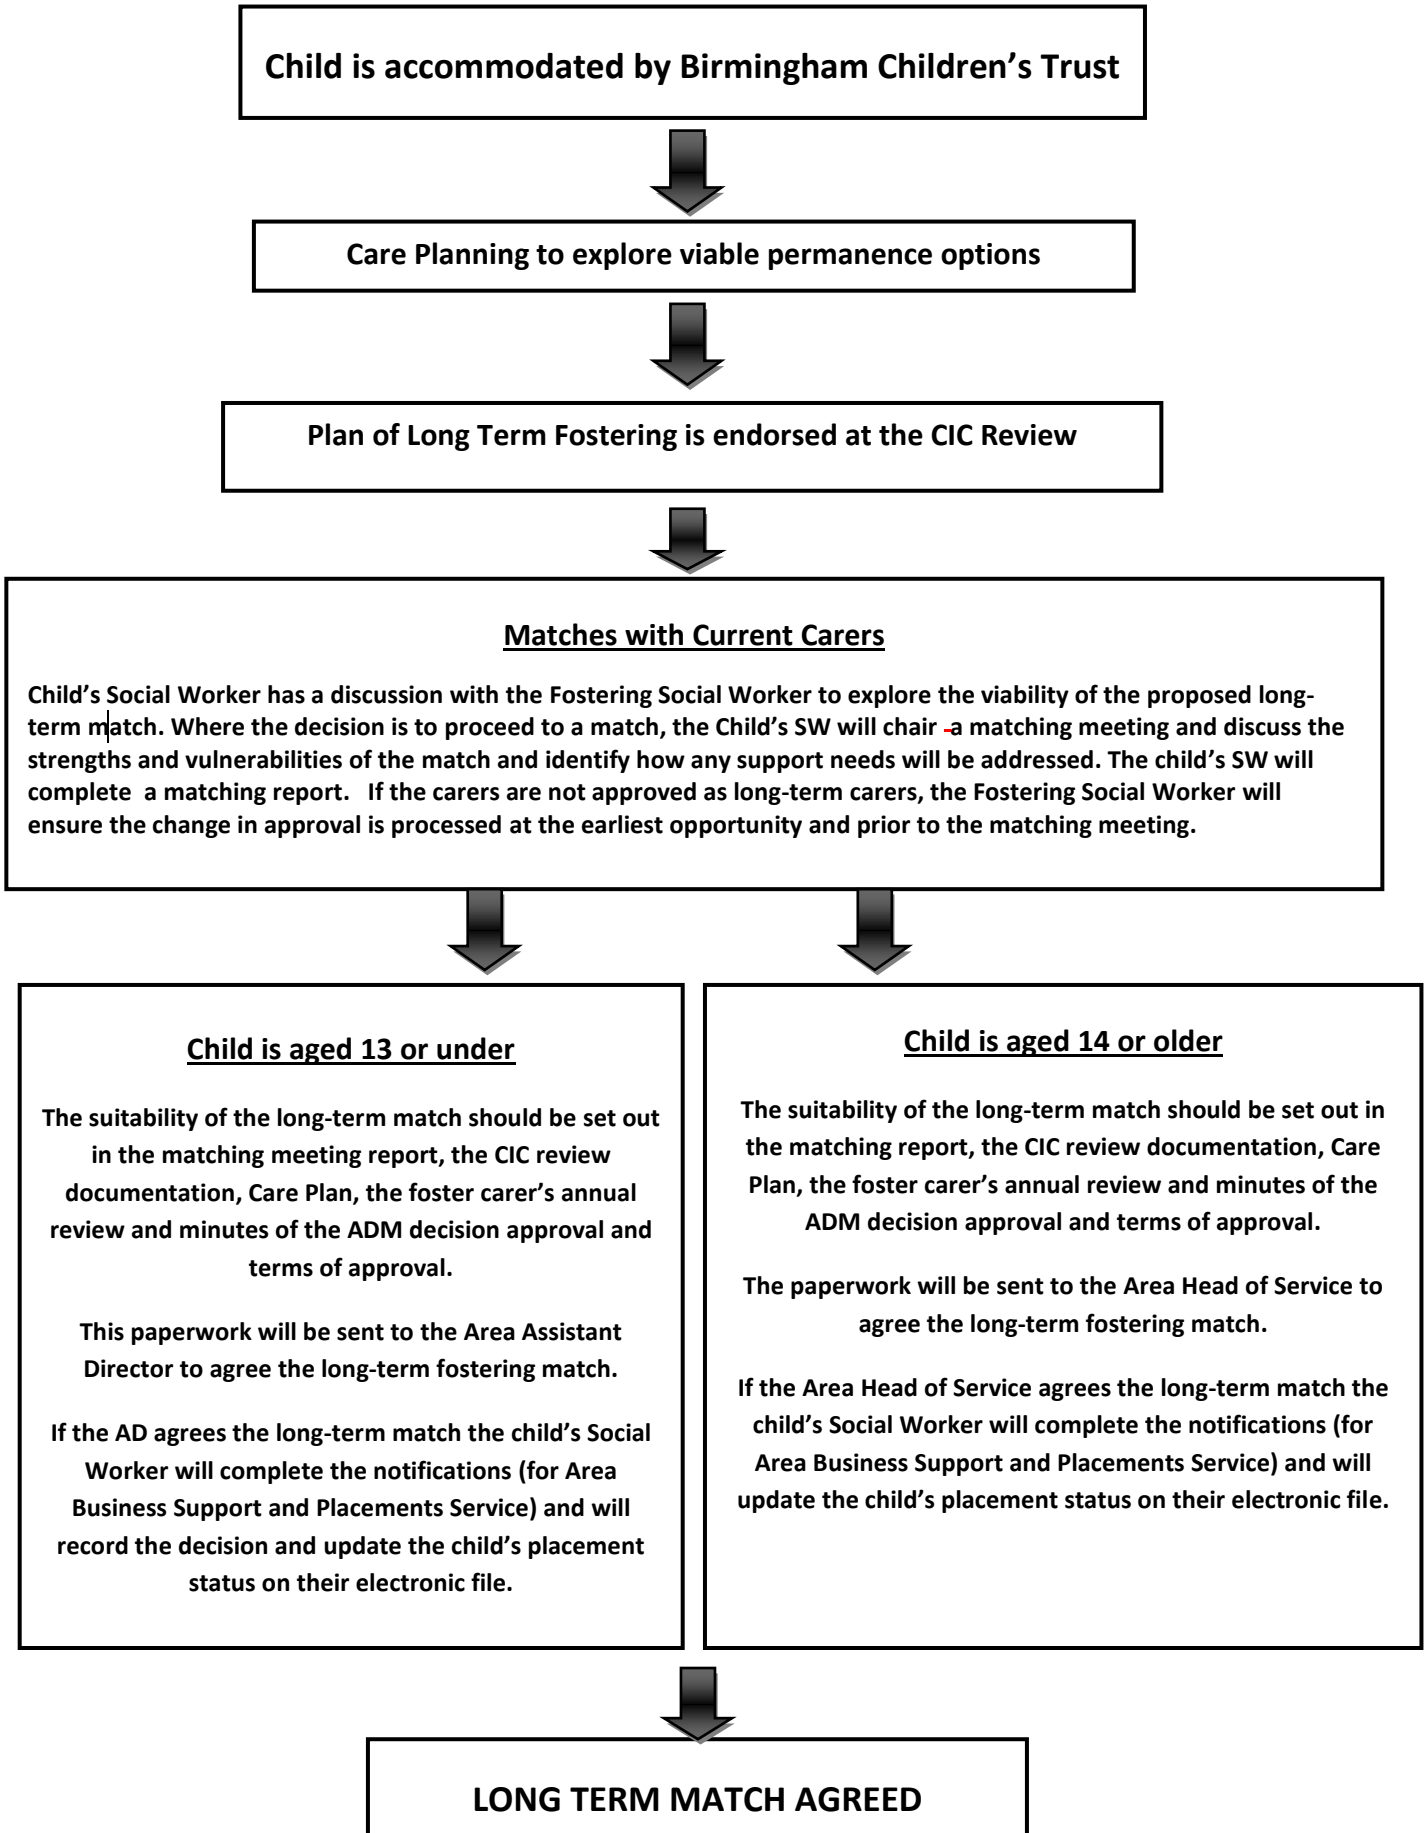 Child is accommodated by Birmingham Children’s Trust
Care Planning to explore viable permanence options
Plan of Long Term Fostering is endorsed at the CIC Review
Matches with Current Carers
Child’s Social Worker has a discussion with the Fostering Social Worker to explore the viability of the proposed long-
term match. Where the decision is to proceed to a match, the Child’s SW will chair a matching meeting and discuss the
strengths and vulnerabilities of the match and identify how any support needs will be addressed. The child’s SW will
complete a matching report. If the carers are not approved as long-term carers, the Fostering Social Worker will
ensure the change in approval is processed at the earliest opportunity and prior to the matching meeting.
Child is aged 13 or under
The suitability of the long-term match should be set out
in the matching meeting report, the CIC review
documentation, Care Plan, the foster carer’s annual
review and minutes of the ADM decision approval and
terms of approval.
This paperwork will be sent to the Area Assistant
Director to agree the long-term fostering match.
If the AD agrees the long-term match the child’s Social
Worker will complete the notifications (for Area
Business Support and Placements Service) and will
record the decision and update the child’s placement
status on their electronic file.
Child is aged 14 or older
The suitability of the long-term match should be set out in
the matching report, the CIC review documentation, Care
Plan, the foster carer’s annual review and minutes of the
ADM decision approval and terms of approval.
The paperwork will be sent to the Area Head of Service to
agree the long-term fostering match.
If the Area Head of Service agrees the long-term match the
child’s Social Worker will complete the notifications (for
Area Business Support and Placements Service) and will
update the child’s placement status on their electronic file.
LONG TERM MATCH AGREED